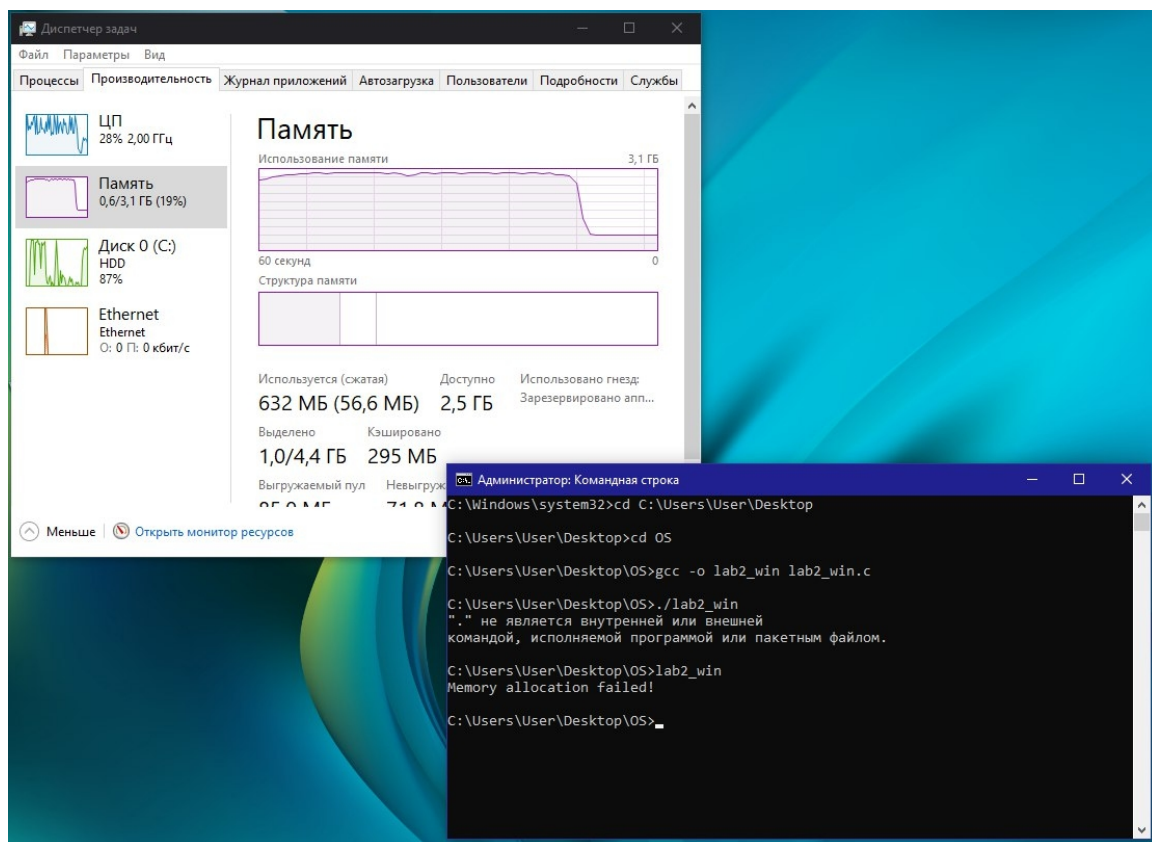 Диспетчер задач
Файл Параметры Вид
Процессы Производительность Журнал приложений Автозагрузка Пользователи Подробности Службы
ЦП
28% 2,00 ГГц
Память
0,6/3,1 ГБ (19%)
Диск 0 (C:)
HDD
87%
Ethernet
Ethernet
О: 0 П: 0 кбит/с
Память
Использование памяти 3,1 ГБ
60 секунд 0
Структура памяти
Используется (сжатая) Доступно Использовано гнезд:
632 МБ (56,6 МБ) 2,5 ГБ Зарезервировано апп...
Выделено Кэшировано
1,0/4,4 ГБ 295 МБ
Выгружаемый пул Невыгруж
Меньше Открыть монитор ресурсов
Администратор: Командная строка
C:\Windows\system32>cd C:\Users\User\Desktop
C:\Users\User\Desktop>cd OS
C:\Users\User\Desktop\OS>gcc -o lab2_win lab2_win.c
C:\Users\User\Desktop\OS>./lab2_win
"." не является внутренней или внешней
командой, исполняемой программой или пакетным файлом.
C:\Users\User\Desktop\OS>lab2_win
Memory allocation failed!
C:\Users\User\Desktop\OS>